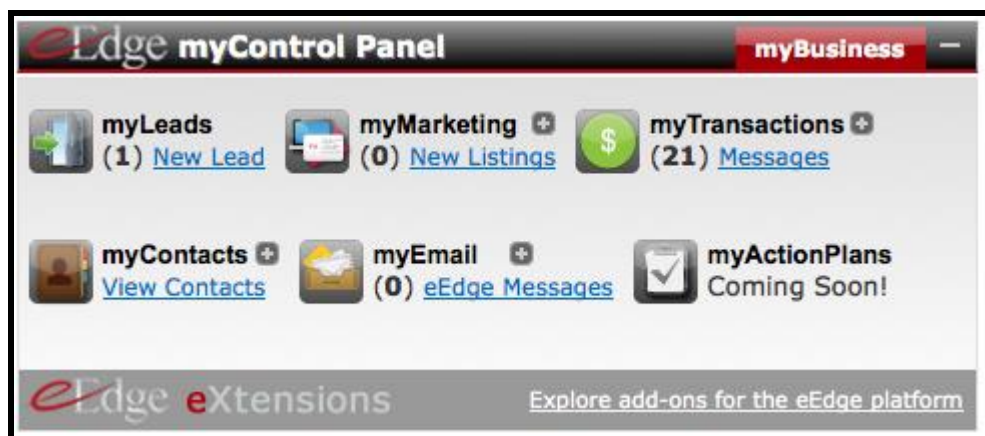 eEdge myControl Panel myBusiness
myLeads myMarketing myTransactions
(1) New Lead (0) New Listings (21) Messages
myContacts myEmail myActionPlans
View Contacts (0) eEdge Messages Coming Soon!
eEdge eXtensions Explore add-ons for the eEdge platform